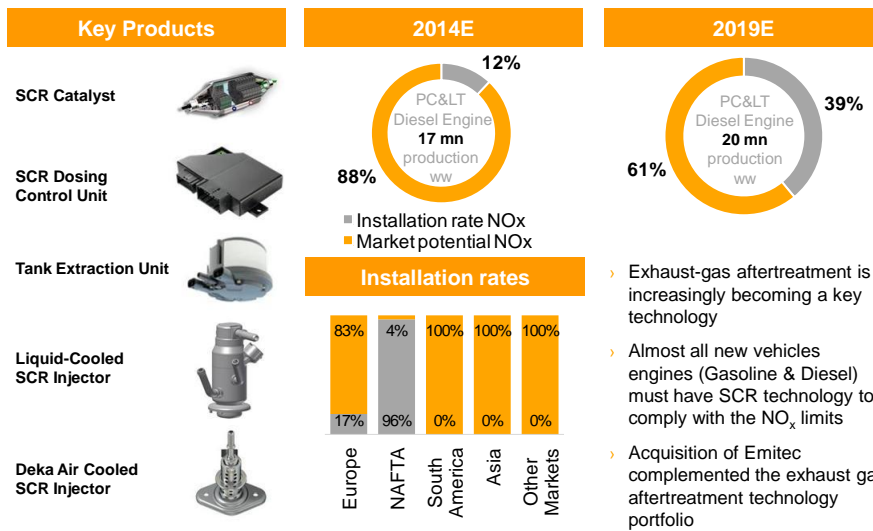 Key Products
SCR Catalyst
SCR Dosing
Control Unit
Tank Extraction Unit
Liquid-Cooled
SCR Injector
Deka Air Cooled
SCR Injector
2014E
12%
PC&LT
Diesel Engine
17 mn
production
ww
88%
Installation rate NOx
Market potential NOx
Installation rates
83% 4% 100% 100% 100%
17% 96% 0% 0% 0%
Europe
NAFTA
South
America
Asia
Other
Markets
2019E
39%
PC&LT
Diesel Engine
20 mn
production
ww
61%
› Exhaust-gas aftertreatment is
increasingly becoming a key
technology
› Almost all new vehicles
engines (Gasoline & Diesel)
must have SCR technology to
comply with the NOx limits
› Acquisition of Emitec
complemented the exhaust ga
aftertreatment technology
portfolio